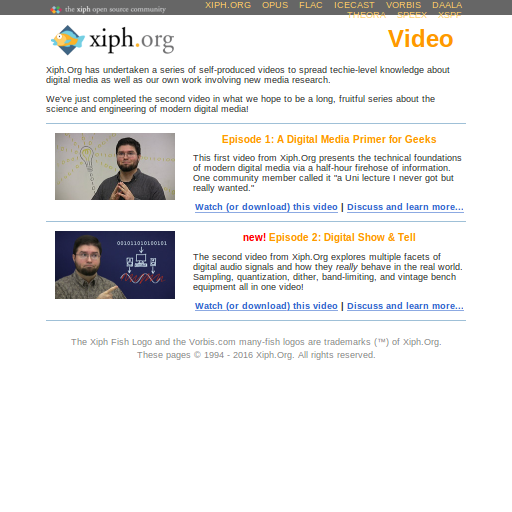 the xiph open source community
XIPH.ORG OPUS FLAC ICECAST VORBIS DAALA
THEORA SPEEX XSPF
xiph.org
Video
Xiph.Org has undertaken a series of self-produced videos to spread techie-level knowledge about
digital media as well as our own work involving new media research.
We've just completed the second video in what we hope to be a long, fruitful series about the
science and engineering of modern digital media!
Episode 1: A Digital Media Primer for Geeks
This first video from Xiph.Org presents the technical foundations
of modern digital media via a half-hour firehose of information.
One community member called it "a Uni lecture I never got but
really wanted."
Watch (or download) this video | Discuss and learn more...
001011010100101
new! Episode 2: Digital Show & Tell
The second video from Xiph.Org explores multiple facets of
digital audio signals and how they really behave in the real world.
Sampling, quantization, dither, band-limiting, and vintage bench
equipment all in one video!
Watch (or download) this video | Discuss and learn more...
The Xiph Fish Logo and the Vorbis.com many-fish logos are trademarks (™) of Xiph.Org.
These pages © 1994 - 2016 Xiph.Org. All rights reserved.